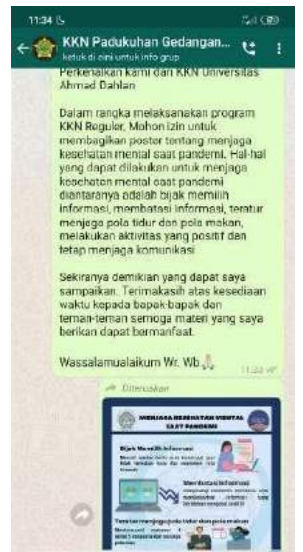 11:34
KKN Padukuhan Gedangan...
ketuk di sini untuk info grup
Perkenalkan kami dari KKN Universitas
Ahmad Dahlan
Dalam rangka melaksanakan program
KKN Reguler, Mohon izin untuk
membagikan poster tentang menjaga
kesehatan mental saat pandemi. Hal-hal
yang dapat dilakukan untuk menjaga
kesehatan mental saat pandemi
diantaranya adalah bijak memilih
informasi, membatasi informasi, teratur
menjaga pola tidur dan pola makan,
melakukan aktivitas yang positif dan
tetap menjaga komunikasi
Sekiranya demikian yang dapat saya
sampaikan. Terimakasih atas kesediaan
waktu kepada bapak-bapak dan
teman-teman semoga materi yang saya
berikan dapat bermanfaat.
Wassalamualaikum Wr. Wb
Diteruskan
MENJAGA KESEHATAN MENTAL
SAAT PANDEMI
Bijak Memilih Informasi
Membatasi Informasi
Teratur menjaga pola tidur dan pola makan